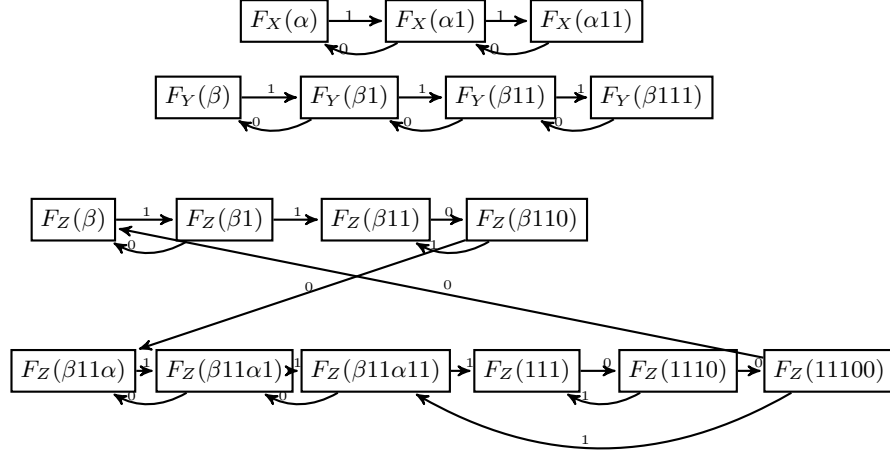 F_X(α) 1 F_X(α1) 1 F_X(α11)
0 0
F_Y(β) 1 F_Y(β1) 1 F_Y(β11) 1 F_Y(β111)
0 0 0
F_Z(β) 1 F_Z(β1) 1 F_Z(β11) 0 F_Z(β110)
0 1
0 0
F_Z(β11α) 1 F_Z(β11α1) 1 F_Z(β11α11) 1 F_Z(111) 0 F_Z(1110) 0 F_Z(11100)
0 0 1
1